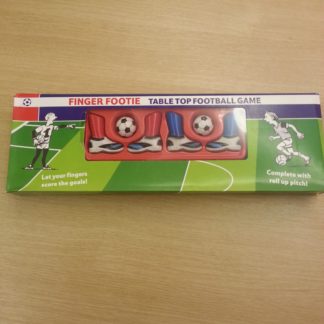 FINGER FOOTIE TABLE TOP FOOTBALL GAME
Let your fingers
score the goals!
Complete with
roll up pitch!